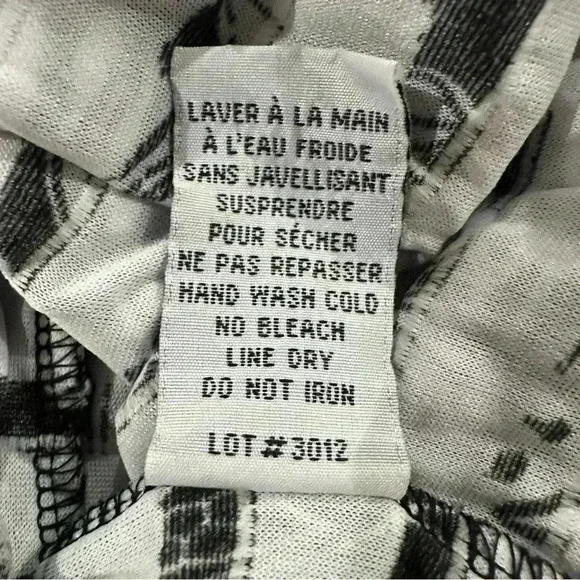 LAVER À LA MAIN
À L'EAU FROIDE
SANS JAVELLISANT
SUSPRENDRE
POUR SÉCHER
NE PAS REPASSER
HAND WASH COLD
NO BLEACH
LINE DRY
DO NOT IRON
LOT #3012